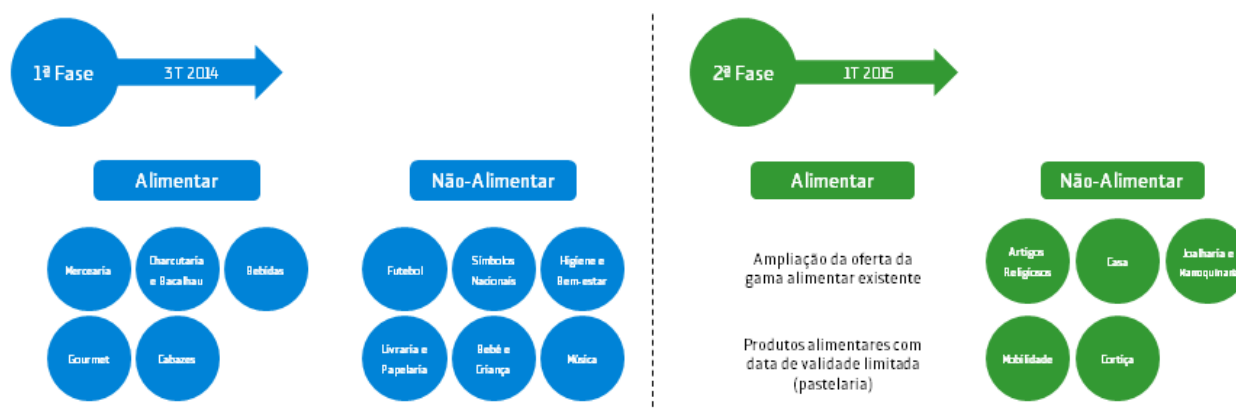 1ª Fase
3T 2014
Alimentar
Não-Alimentar
Mercearia
Charcutaria
e Bacalhau
Bebidas
Futebol
Símbolos
Nacionais
Higiene e
Bem-estar
Gourmet
Cabazes
Livraria e
Papelaria
Bebé e
Criança
Música
2ª Fase
1T 2015
Alimentar
Não-Alimentar
Ampliação da oferta da
gama alimentar existente
Produtos alimentares com
data de validade limitada
(pastelaria)
Artigos
Religiosos
Casa
Joalharia e
Mobilidade
Cortiça